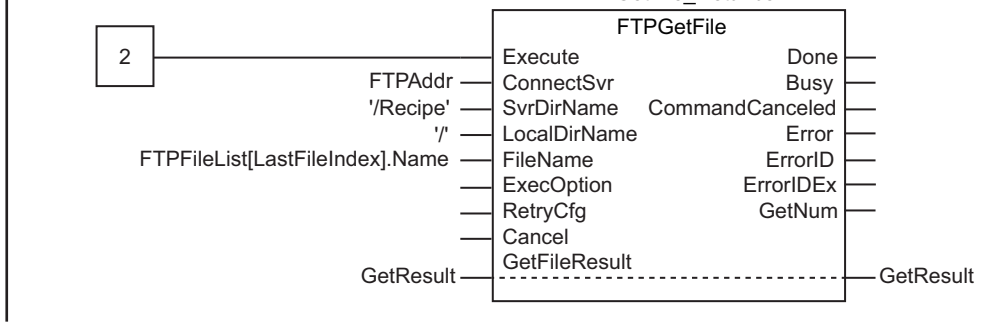 FTPGetFile
2 Execute Done
FTPAddr ConnectSvr Busy
'/Recipe' SvrDirName CommandCanceled
'/' LocalDirName Error
FTPFileList[LastFileIndex].Name FileName ErrorID
ExecOption ErrorIDEx
RetryCfg GetNum
Cancel
GetFileResult
GetResult GetResult